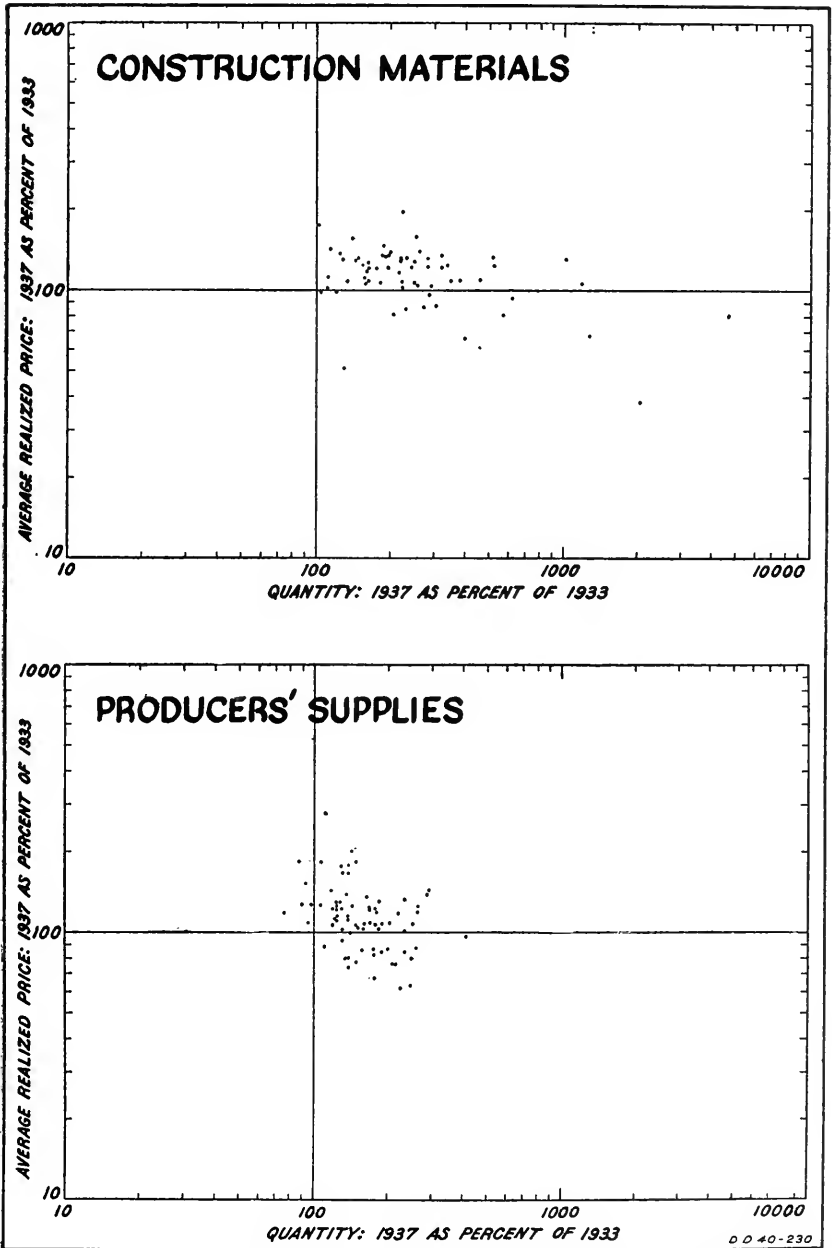 1000
CONSTRUCTION MATERIALS
AVERAGE REALIZED PRICE: 1937 AS PERCENT OF 1933
100
10
10 100 1000 10000
QUANTITY: 1937 AS PERCENT OF 1933
1000
PRODUCERS' SUPPLIES
AVERAGE REALIZED PRICE: 1937 AS PERCENT OF 1933
100
10
10 100 1000 10000
QUANTITY: 1937 AS PERCENT OF 1933
D D 40-230